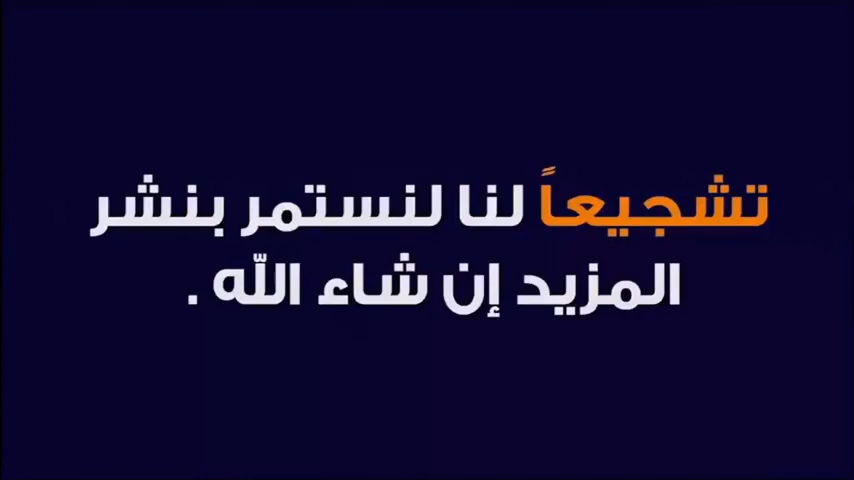 تشجيعاً لنا لنستمر بنشر
المزيد إن شاء الله .